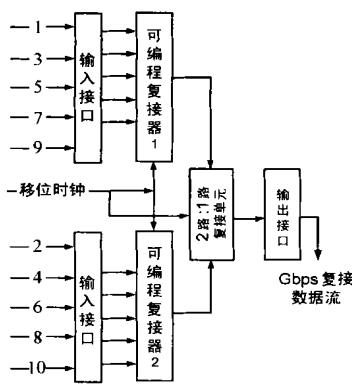 1
3
5
7
9
输入接口
可编程复接器1
移位时钟
2路:1路
复接单元
输出接口
Gbps复接
数据流
2
4
6
8
10
输入接口
可编程复接器2